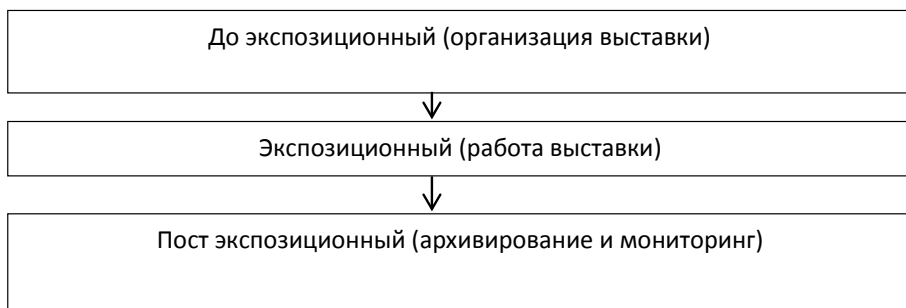 До экспозиционный (организация выставки)
Экспозиционный (работа выставки)
Пост экспозиционный (архивирование и мониторинг)